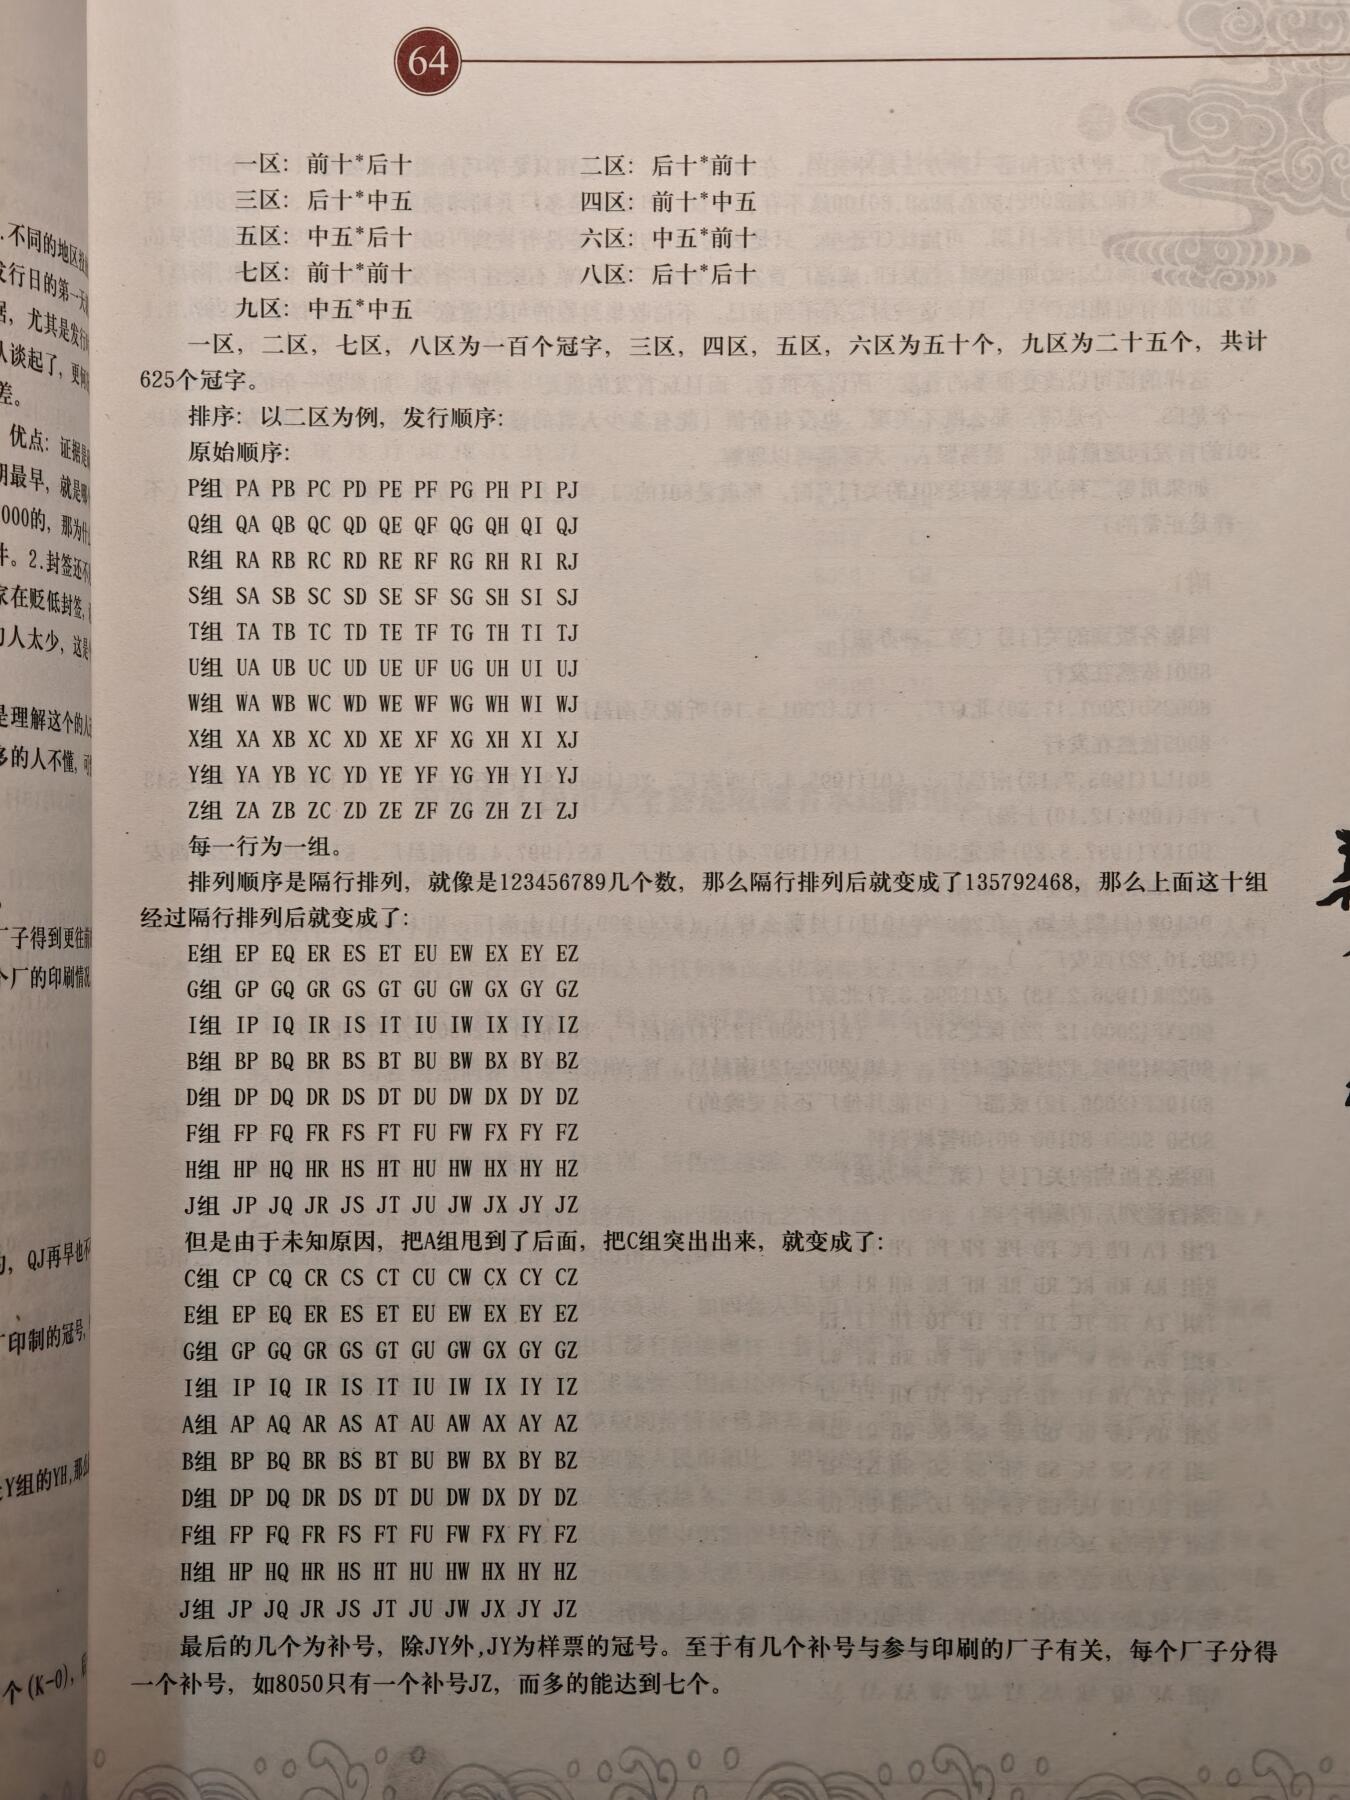 64
一区：前十*后十 二区：后十*前十
三区：后十*中五 四区：前十*中五
五区：中五*后十 六区：中五*前十
七区：前十*前十 八区：后十*后十
九区：中五*中五
一区，二区，七区，八区为一百个冠字，三区，四区，五区，六区为五十个，九区为二十五个，共计
625个冠字。
排序：以二区为例，发行顺序：
原始顺序：
P组 PA PB PC PD PE PF PG PH PI PJ
Q组 QA QB QC QD QE QF QG QH QI QJ
R组 RA RB RC RD RE RF RG RH RI RJ
S组 SA SB SC SD SE SF SG SH SI SJ
T组 TA TB TC TD TE TF TG TH TI TJ
U组 UA UB UC UD UE UF UG UH UI UJ
W组 WA WB WC WD WE WF WG WH WI WJ
X组 XA XB XC XD XE XF XG XH XI XJ
Y组 YA YB YC YD YE YF YG YH YI YJ
Z组 ZA ZB ZC ZD ZE ZF ZG ZH ZI ZJ
每一行为一组。
排列顺序是隔行排列，就像是123456789几个数，那么隔行排列后就变成了135792468，那么上面这十组
经过隔行排列后就变成了：
E组 EP EQ ER ES ET EU EW EX EY EZ
G组 GP GQ GR GS GT GU GW GX GY GZ
I组 IP IQ IR IS IT IU IW IX IY IZ
B组 BP BQ BR BS BT BU BW BX BY BZ
D组 DP DQ DR DS DT DU DW DX DY DZ
F组 FP FQ FR FS FT FU FW FX FY FZ
H组 HP HQ HR HS HT HU HW HX HY HZ
J组 JP JQ JR JS JT JU JW JX JY JZ
但是由于未知原因，把A组甩到了后面，把C组突出出来，就变成了：
C组 CP CQ CR CS CT CU CW CX CY CZ
E组 EP EQ ER ES ET EU EW EX EY EZ
G组 GP GQ GR GS GT GU GW GX GY GZ
I组 IP IQ IR IS IT IU IW IX IY IZ
A组 AP AQ AR AS AT AU AW AX AY AZ
B组 BP BQ BR BS BT BU BW BX BY BZ
D组 DP DQ DR DS DT DU DW DX DY DZ
F组 FP FQ FR FS FT FU FW FX FY FZ
H组 HP HQ HR HS HT HU HW HX HY HZ
J组 JP JQ JR JS JT JU JW JX JY JZ
最后的几个为补号，除JY外,JY为样票的冠号。至于有几个补号与参与印刷的厂子有关，每个厂子分得
一个补号，如8050只有一个补号JZ，而多的能达到七个。